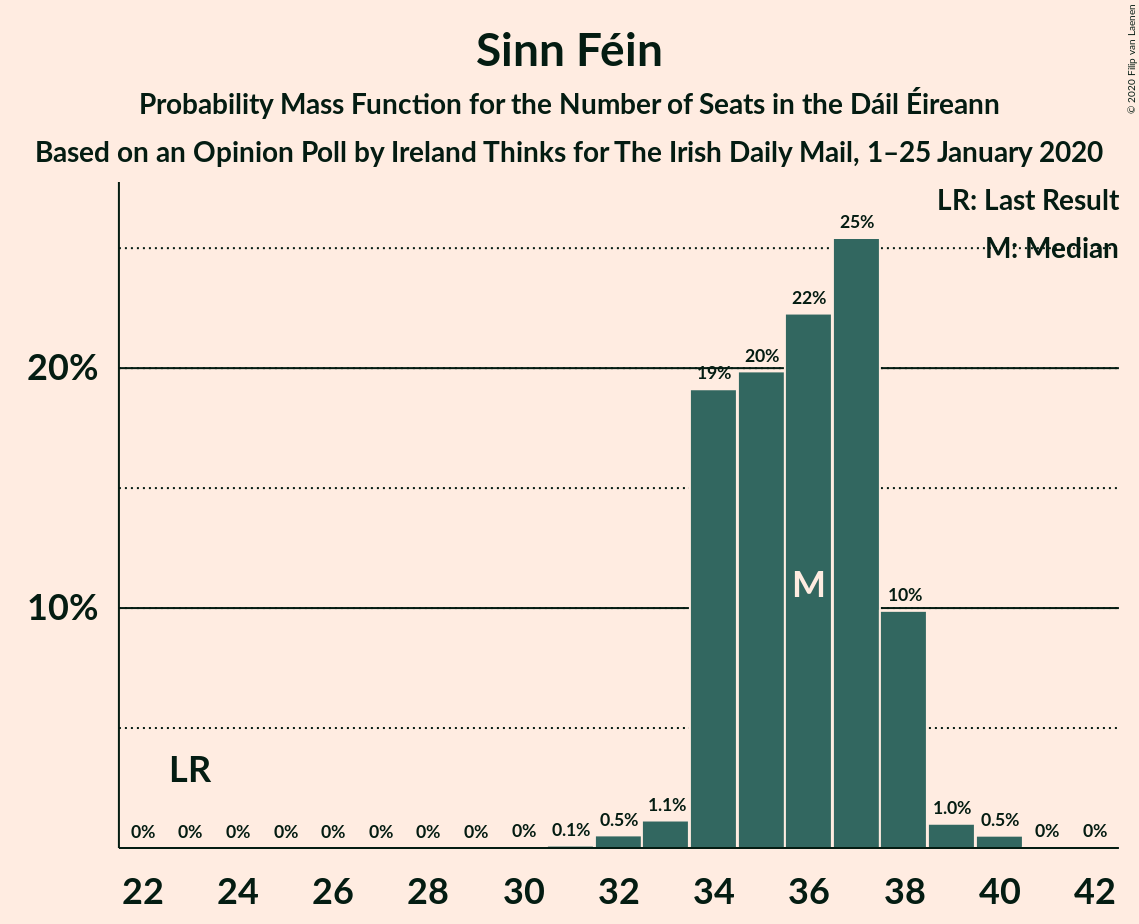 Sinn Féin
Probability Mass Function for the Number of Seats in the Dáil Éireann
Based on an Opinion Poll by Ireland Thinks for The Irish Daily Mail, 1–25 January 2020
© 2020 Filip van Laenen
LR: Last Result
M: Median
20%
10%
LR
M
0% 0% 0% 0% 0% 0% 0% 0% 0% 0.1% 0.5% 1.1% 19% 20% 22% 25% 10% 1.0% 0.5% 0% 0%
22 24 26 28 30 32 34 36 38 40 42